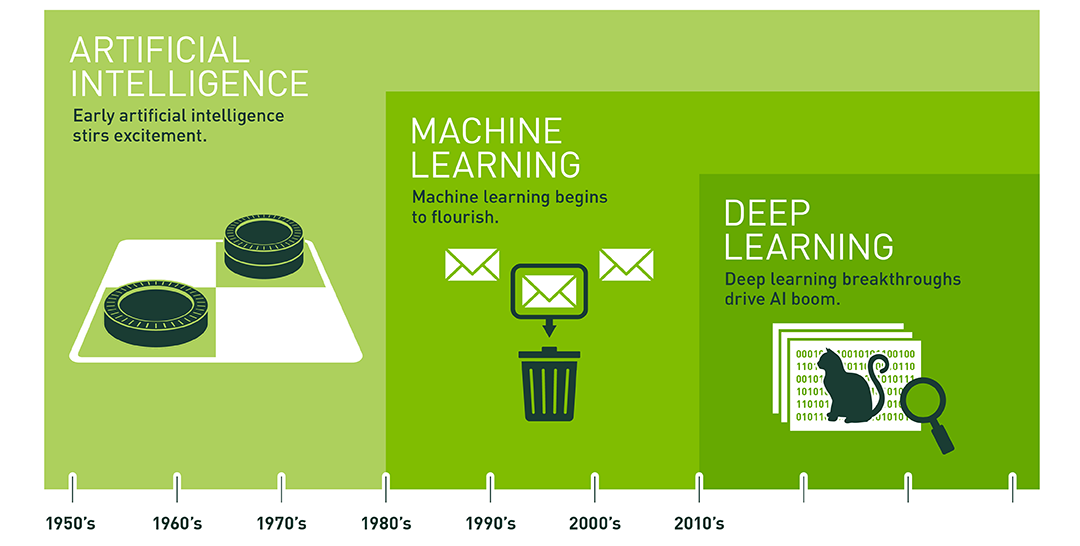 ARTIFICIAL
INTELLIGENCE
Early artificial intelligence
stirs excitement.
MACHINE
LEARNING
Machine learning begins
to flourish.
DEEP
LEARNING
Deep learning breakthroughs
drive AI boom.
1950's
1960's
1970's
1980's
1990's
2000's
2010's